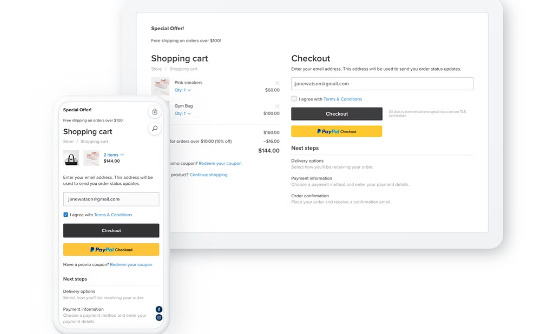 Special Offer!
Free shipping on orders over $100!
Shopping cart
Store / Shopping cart
Pink sneakers
Qty: 1
$60.00
Gym Bag
Qty: 1
$100.00
$160.00
for orders over $100 (10% off)
−$16.00
$144.00
promo coupon? Redeem your coupon
product? Continue shopping
Checkout
Enter your email address. This address will be used to send you order status updates.
janewatson@gmail.com
I agree with Terms & Conditions
Checkout
PayPal Checkout
Next steps
Delivery options
Select how you'll be receiving your order.
Payment information
Choose a payment method and enter your payment details.
Order confirmation
Place your order and receive a confirmation email.
Special Offer!
Free shipping on orders over $100!
Shopping cart
Store / Shopping cart
2 items
$144.00
Enter your email address. This address will be
used to send you order status updates.
janewatson@gmail.com
I agree with Terms & Conditions
Checkout
PayPal Checkout
Have a promo coupon? Redeem your coupon
Next steps
Delivery options
Select how you'll be receiving your order.
Payment information
Choose a payment method and enter your
payment details.